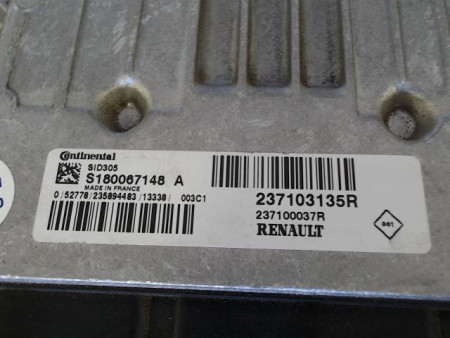 Continental
SID305
S180067148 A
MADE IN FRANCE
0/52778/235894483/13338/ 003C1
237103135R
237100037R
RENAULT